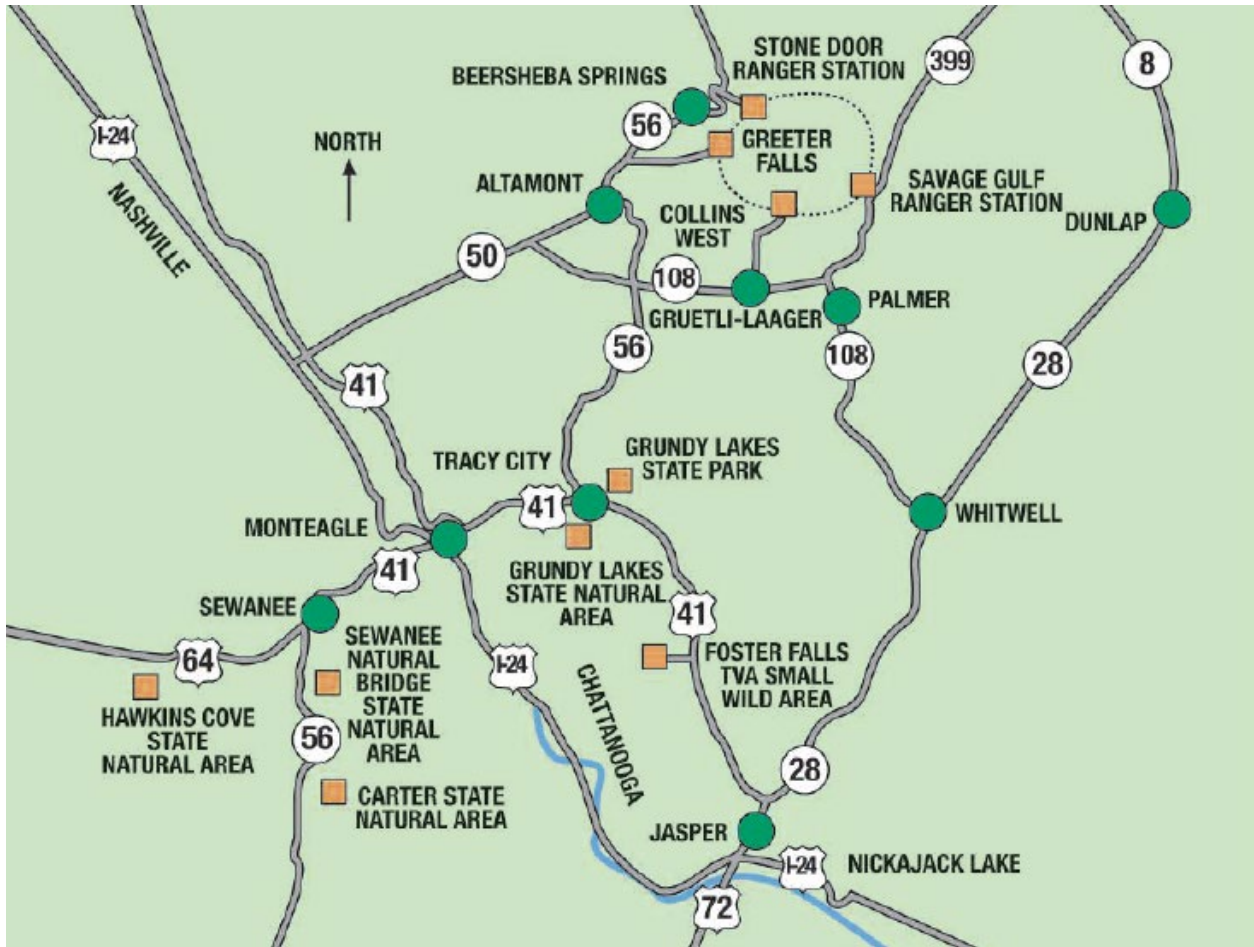 STONE DOOR
RANGER STATION
399
8
BEERSHEBA SPRINGS
I-24
56
NORTH
GREETER
FALLS
NASHVILLE
ALTAMONT
SAVAGE GULF
RANGER STATION
COLLINS
WEST
DUNLAP
50
108
GRUETLI-LAAGER
PALMER
56
108
28
41
GRUNDY LAKES
STATE PARK
TRACY CITY
41
MONTEAGLE
WHITWELL
41
GRUNDY LAKES
STATE NATURAL
AREA
SEWANEE
41
SEWANEE
NATURAL
BRIDGE
STATE
NATURAL
AREA
64
I-24
CHATTANOOGA
FOSTER FALLS
TVA SMALL
WILD AREA
HAWKINS COVE
STATE
NATURAL AREA
56
28
CARTER STATE
NATURAL AREA
JASPER
I-24
NICKAJACK LAKE
72